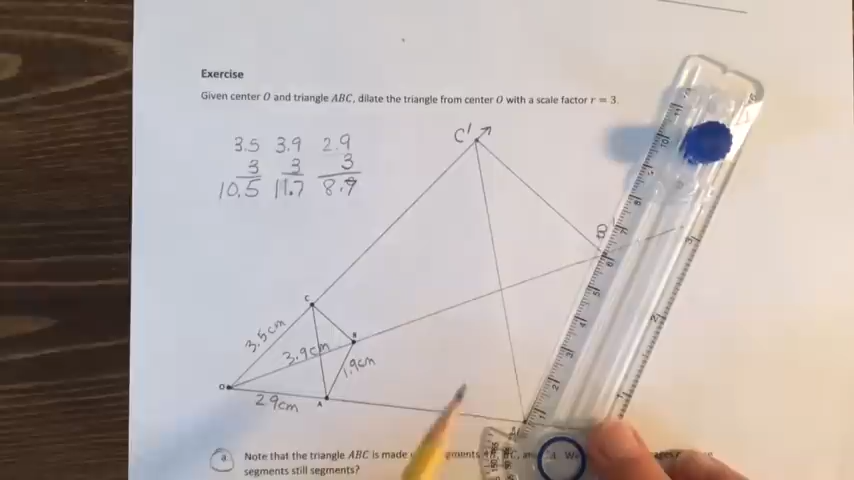 Exercise
Given center O and triangle ABC, dilate the triangle from center O with a scale factor r = 3.
3.5 3.9 2.9
3 3 3
10.5 11.7 8.7
C'
C
B
3.5cm
3.9cm
1.9cm
O
2.9cm
A
a. Note that the triangle ABC is made
segments still segments?